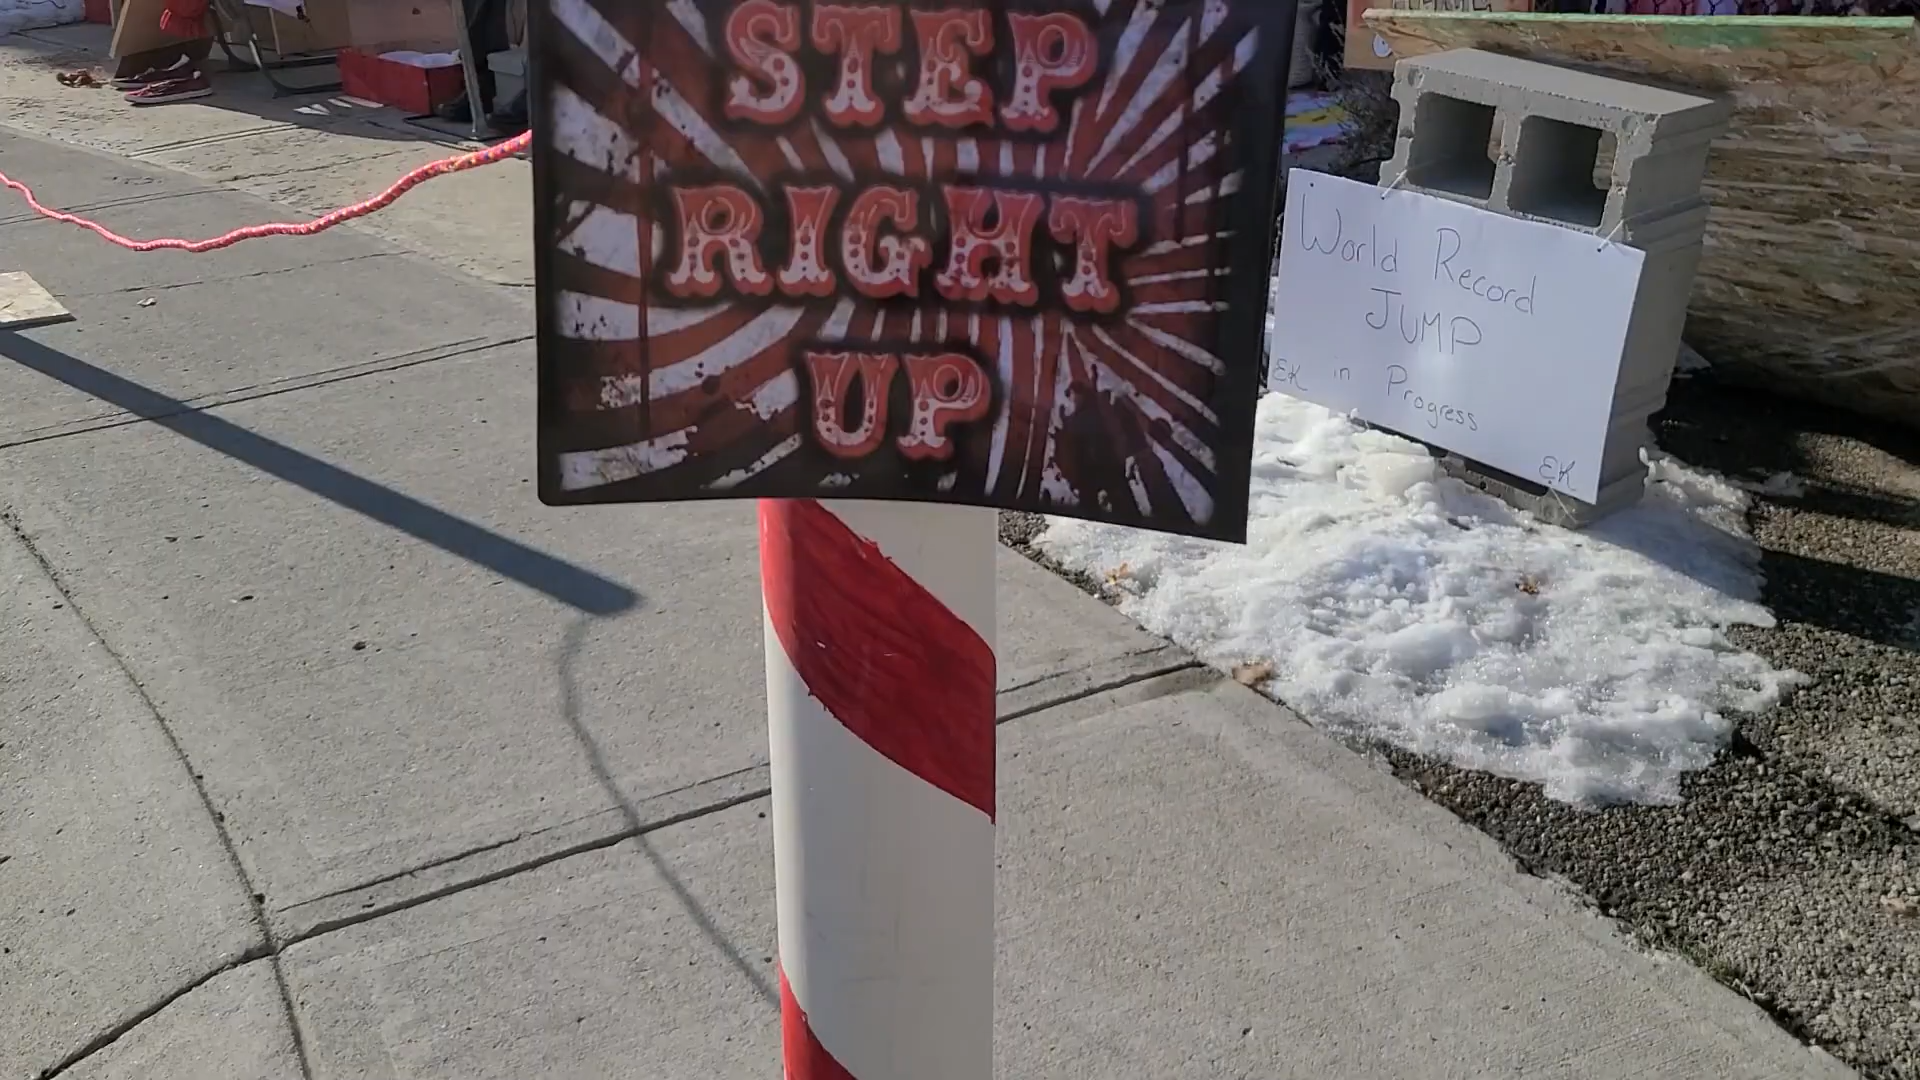 STEP
RIGHT
UP
World Record
JUMP
EK in Progress
EK